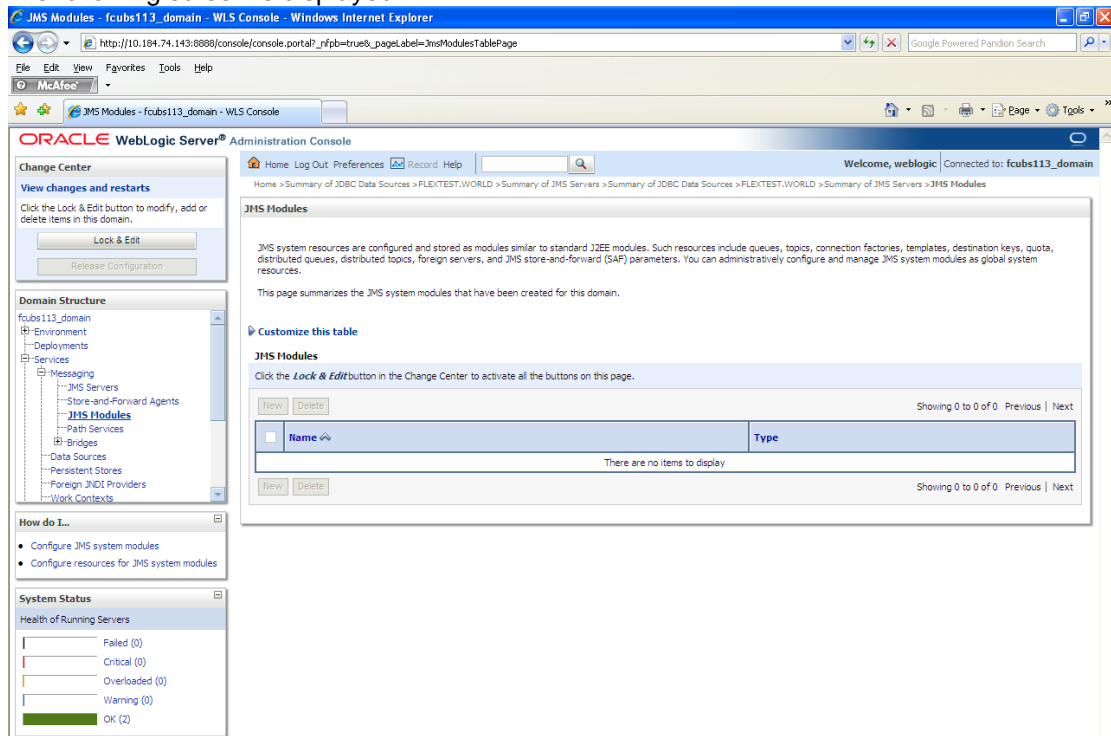 JMS Modules - fcubs113_domain - WLS Console - Windows Internet Explorer
http://10.184.74.143:8888/console/console.portal?_nfpb=true&_pageLabel=JmsModulesTablePage
Google Powered Pandion Search
File Edit View Favorites Tools Help
McAfee
JMS Modules - fcubs113_domain - WLS Console
Page Tools
ORACLE WebLogic Server® Administration Console
Change Center
View changes and restarts
Click the Lock & Edit button to modify, add or
delete items in this domain.
Lock & Edit
Release Configuration
Domain Structure
fcubs113_domain
Environment
Deployments
Services
Messaging
JMS Servers
Store-and-Forward Agents
JMS Modules
Path Services
Bridges
Data Sources
Persistent Stores
Foreign JNDI Providers
Work Contexts
How do I...
Configure JMS system modules
Configure resources for JMS system modules
System Status
Health of Running Servers
Failed (0)
Critical (0)
Overloaded (0)
Warning (0)
OK (2)
Home Log Out Preferences Record Help
Welcome, weblogic Connected to: fcubs113_domain
Home >Summary of JDBC Data Sources >FLEXTEST.WORLD >Summary of JMS Servers >Summary of JDBC Data Sources >FLEXTEST.WORLD >Summary of JMS Servers >JMS Modules
JMS Modules
JMS system resources are configured and stored as modules similar to standard J2EE modules. Such resources include queues, topics, connection factories, templates, destination keys, quota,
distributed queues, distributed topics, foreign servers, and JMS store-and-forward (SAF) parameters. You can administratively configure and manage JMS system modules as global system
resources.
This page summarizes the JMS system modules that have been created for this domain.
Customize this table
JMS Modules
Click the Lock & Edit button in the Change Center to activate all the buttons on this page.
New Delete
Showing 0 to 0 of 0 Previous | Next
Name Type
There are no items to display
New Delete
Showing 0 to 0 of 0 Previous | Next